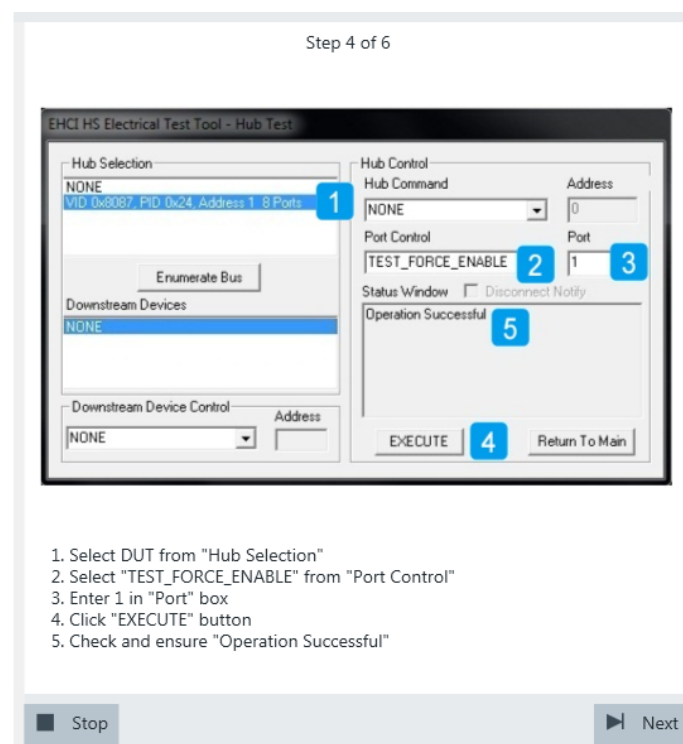 Step 4 of 6
EHCI HS Electrical Test Tool - Hub Test
Hub Selection
NONE
VID 0x8087, PID 0x24, Address 1 8 Ports
1
Enumerate Bus
Downstream Devices
NONE
Downstream Device Control
Address
NONE
Hub Control
Hub Command
Address
NONE
0
Port Control
Port
TEST_FORCE_ENABLE
2
1
3
Status Window
Disconnect Notify
Operation Successful
5
EXECUTE
4
Return To Main
1. Select DUT from "Hub Selection"
2. Select "TEST_FORCE_ENABLE" from "Port Control"
3. Enter 1 in "Port" box
4. Click "EXECUTE" button
5. Check and ensure "Operation Successful"
Stop
Next